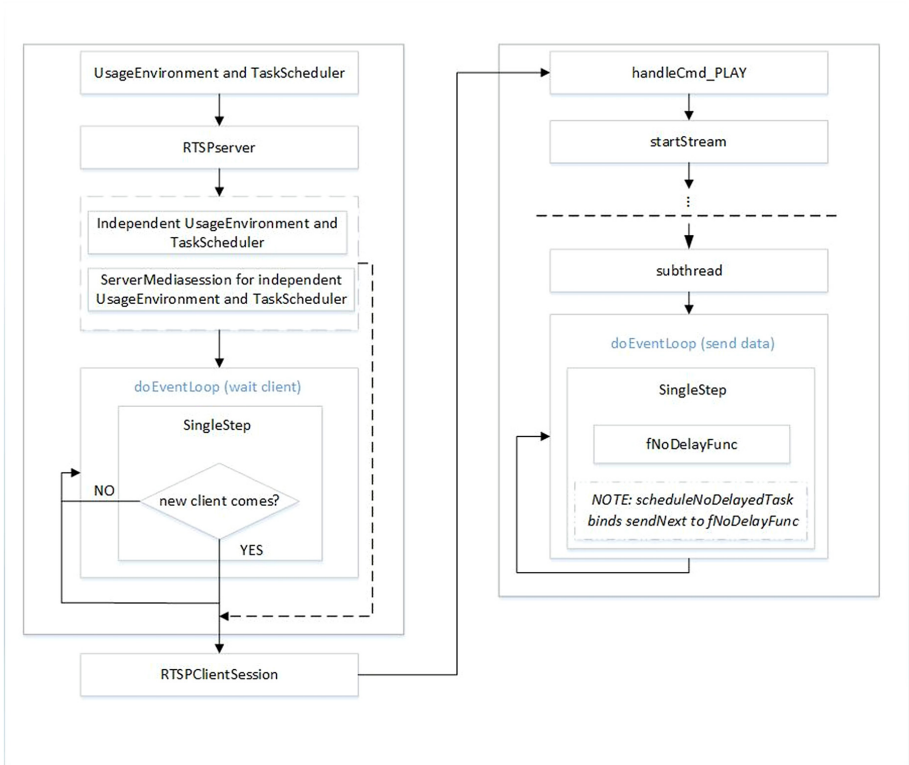 UsageEnvironment and TaskScheduler
RTSPserver
Independent UsageEnvironment and
TaskScheduler
ServerMediasession for independent
UsageEnvironment and TaskScheduler
doEventLoop (wait client)
SingleStep
new client comes?
NO
YES
RTSPClientSession
handleCmd_PLAY
startStream
⋮
subthread
doEventLoop (send data)
SingleStep
fNoDelayFunc
NOTE: scheduleNoDelayedTask
binds sendNext to fNoDelayFunc